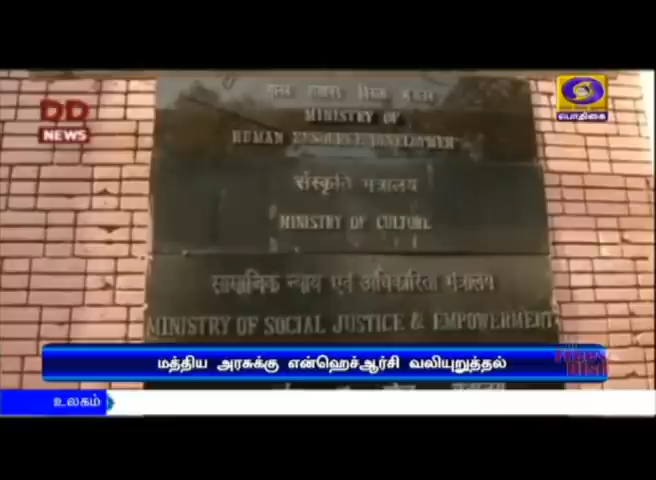 DD
NEWS
பொதிகை
मानव संसाधन विकास मंत्रालय
MINISTRY OF
HUMAN RESOURCE DEVELOPMENT
संस्कृति मंत्रालय
MINISTRY OF CULTURE
सामाजिक न्याय एवं अधिकारिता मंत्रालय
MINISTRY OF SOCIAL JUSTICE & EMPOWERMENT
மத்திய அரசுக்கு என்ஹெச்ஆர்சி வலியுறுத்தல்
உலகம்